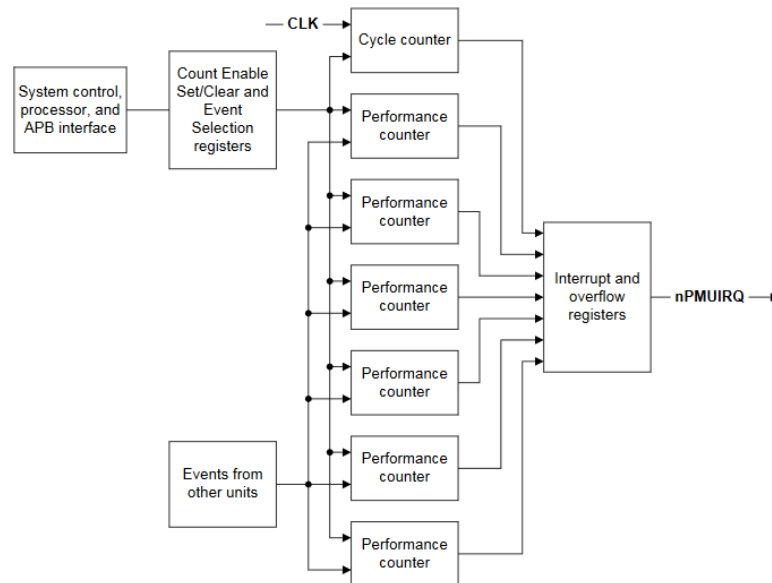 CLK
Cycle counter
System control,
processor, and
APB interface
Count Enable
Set/Clear and
Event
Selection
registers
Performance
counter
Performance
counter
Performance
counter
Performance
counter
Performance
counter
Performance
counter
Interrupt and
overflow
registers
nPMUIRQ
Events from
other units